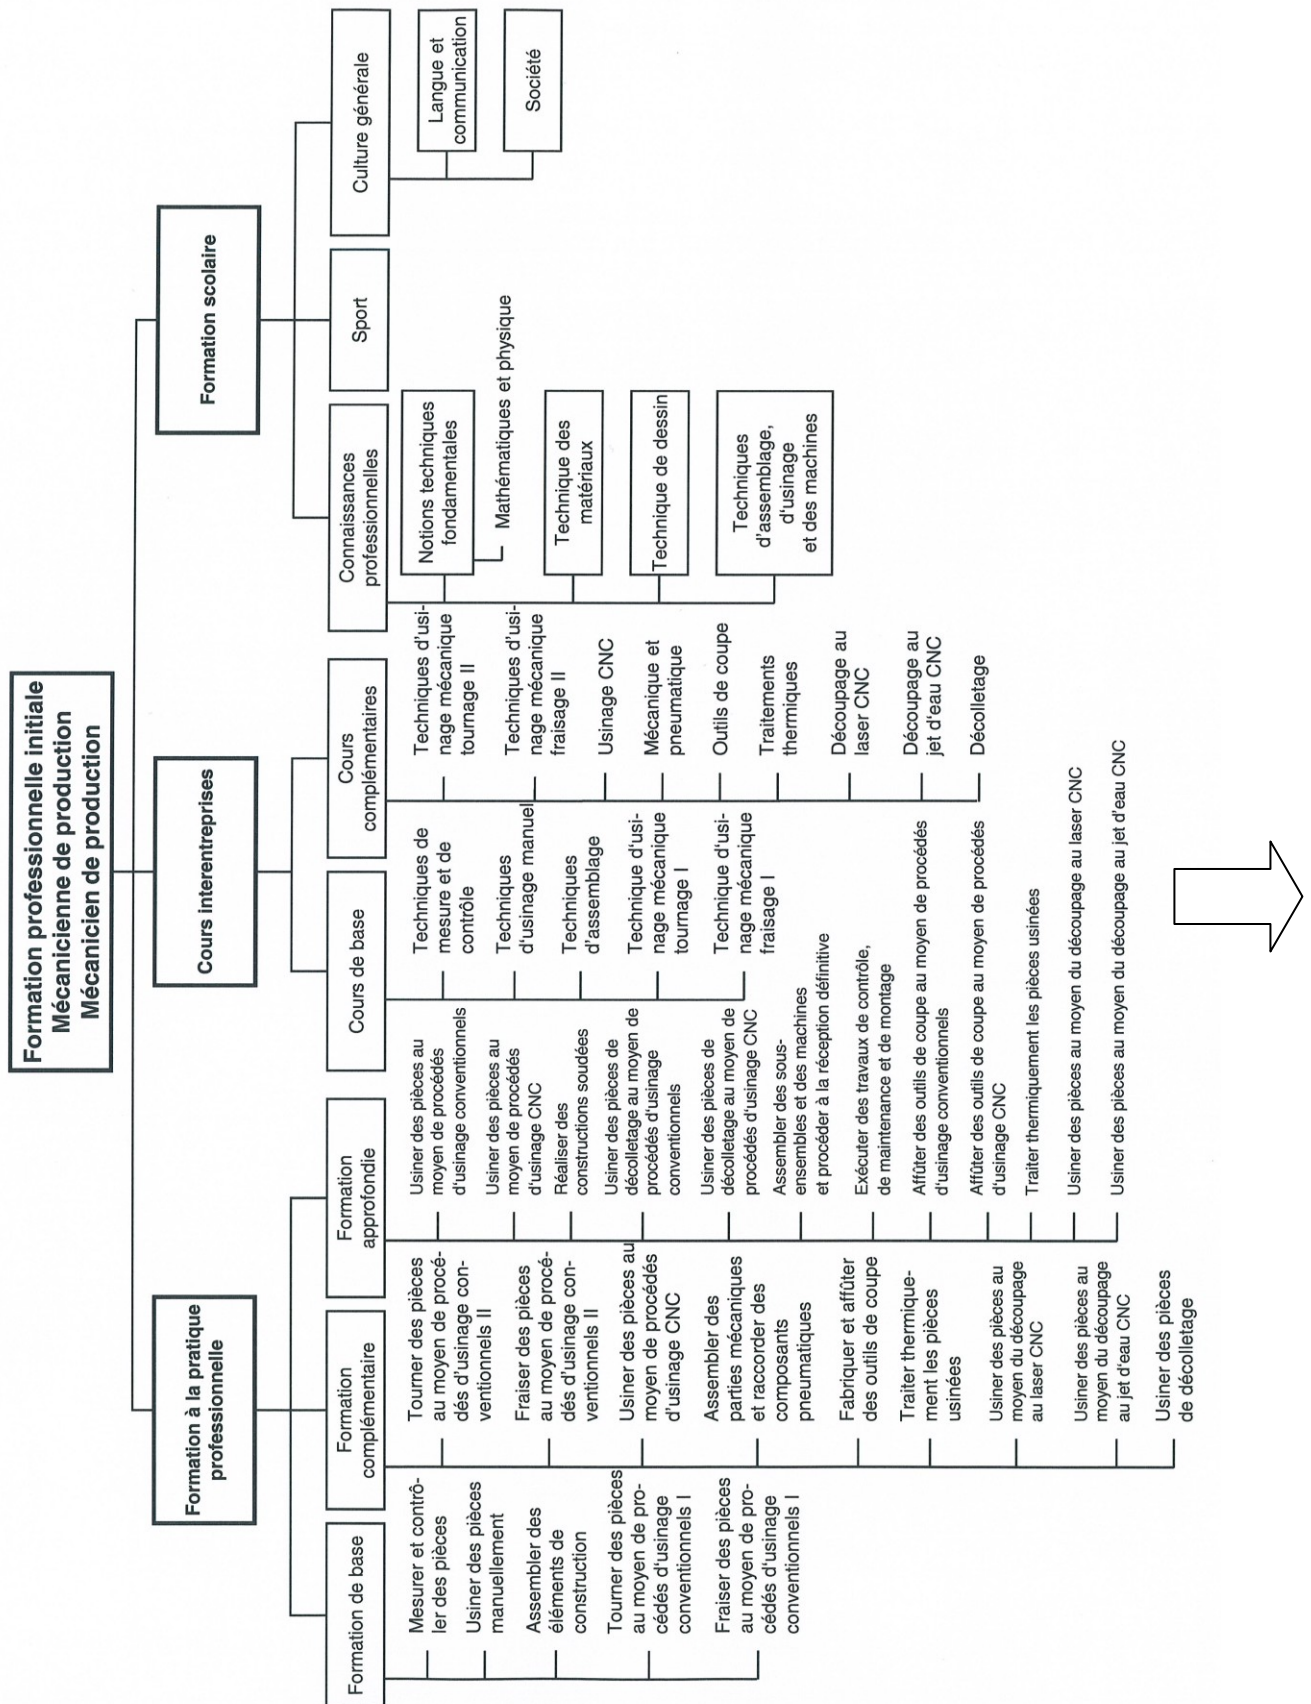 Formation professionnelle initiale
Mécanicienne de production
Mécanicien de production
Formation à la pratique
professionnelle
Formation de base
Mesurer et contrô-
ler des pièces
Usiner des pièces
manuellement
Assembler des
éléments de
construction
Tourner des pièces
au moyen de pro-
cédés d'usinage
conventionnels I
Fraiser des pièces
au moyen de pro-
cédés d'usinage
conventionnels I
Formation
complémentaire
Tourner des pièces
au moyen de procé-
dés d'usinage con-
ventionnels II
Fraiser des pièces
au moyen de procé-
dés d'usinage con-
ventionnels II
Usiner des pièces au
moyen de procédés
d'usinage CNC
Assembler des
parties mécaniques
et raccorder des
composants
pneumatiques
Fabriquer et affûter
des outils de coupe
Traiter thermique-
ment les pièces
usinées
Usiner des pièces au
moyen du découpage
au laser CNC
Usiner des pièces au
moyen du découpage
au jet d'eau CNC
Usiner des pièces
de décolletage
Formation
approfondie
Usiner des pièces au
moyen de procédés
d'usinage conventionnels
Usiner des pièces au
moyen de procédés
d'usinage CNC
Réaliser des
constructions soudées
Usiner des pièces de
décolletage au moyen de
procédés d'usinage
conventionnels
Usiner des pièces de
décolletage au moyen de
procédés d'usinage CNC
Assembler des sous-
ensembles et des machines
et procéder à la réception définitive
Exécuter des travaux de contrôle,
de maintenance et de montage
Affûter des outils de coupe au moyen de procédés
d'usinage conventionnels
Affûter des outils de coupe au moyen de procédés
d'usinage CNC
Traiter thermiquement les pièces usinées
Usiner des pièces au moyen du découpage au laser CNC
Usiner des pièces au moyen du découpage au jet d'eau CNC
Cours interentreprises
Cours de base
Techniques de
mesure et de
contrôle
Techniques
d'usinage manuel
Techniques
d'assemblage
Technique d'usi-
nage mécanique
tournage I
Technique d'usi-
nage mécanique
fraisage I
Cours
complémentaires
Techniques d'usi-
nage mécanique
tournage II
Techniques d'usi-
nage mécanique
fraisage II
Usinage CNC
Mécanique et
pneumatique
Outils de coupe
Traitements
thermiques
Découpage au
laser CNC
Découpage au
jet d'eau CNC
Décolletage
Formation scolaire
Connaissances
professionnelles
Notions techniques
fondamentales
Mathématiques et physique
Technique des
matériaux
Technique de dessin
Techniques
d'assemblage,
d'usinage
et des machines
Sport
Culture générale
Langue et
communication
Société